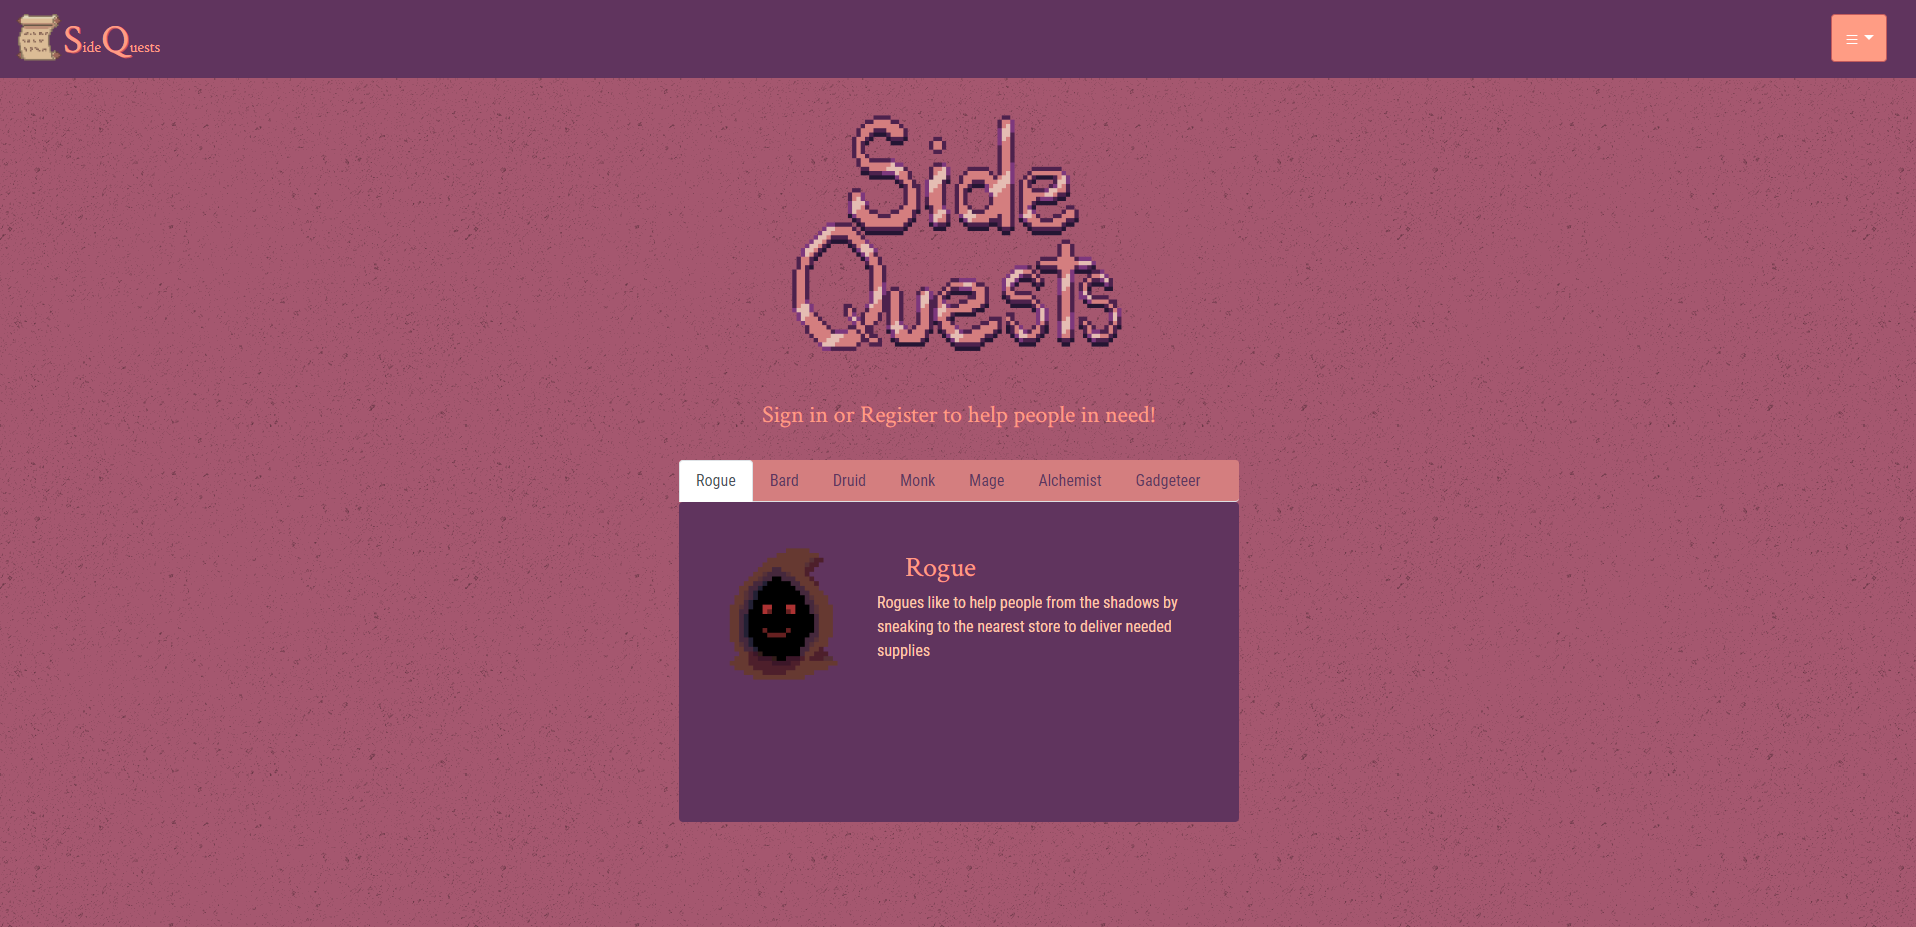 SideQuests
Side
Quests
Sign in or Register to help people in need!
Rogue Bard Druid Monk Mage Alchemist Gadgeteer
Rogue
Rogues like to help people from the shadows by
sneaking to the nearest store to deliver needed
supplies